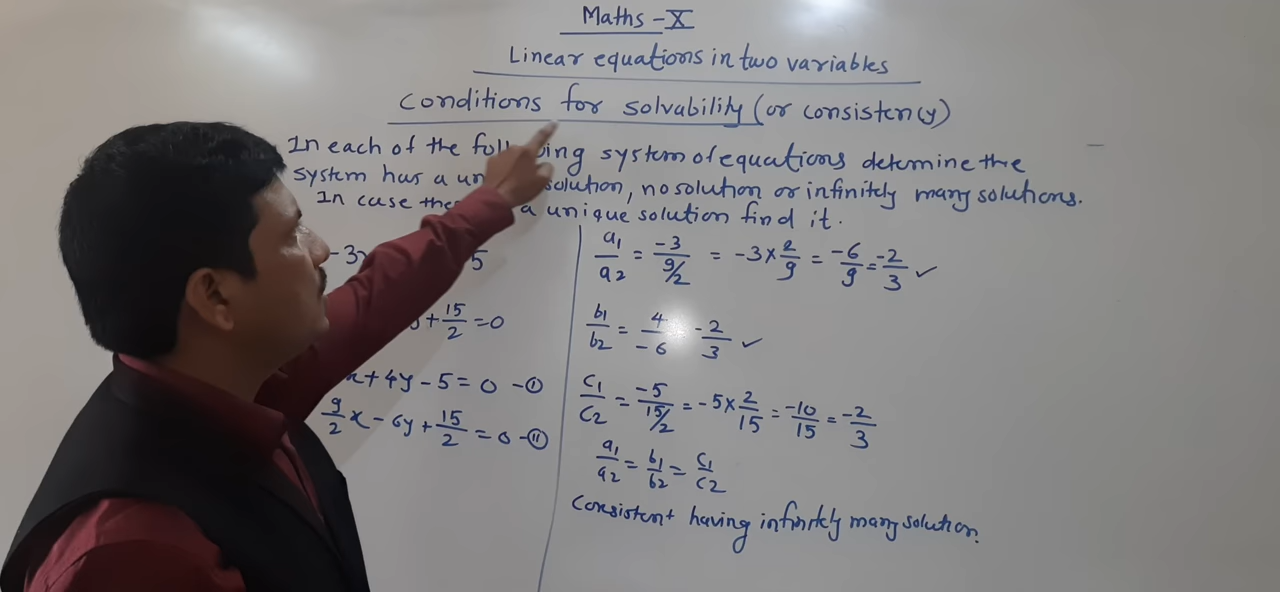 Maths - X
Linear equations in two variables
Conditions for solvability (or consistency)
In each of the following system of equations detemine the
system has a solution, no solution or infinitely many solutions.
In case a unique solution find it.
-3 5
+ 15/2 = 0
x + 4y - 5 = 0 - (I)
9/2 x - 6y + 15/2 = 0 - (II)
a1/a2 = -3/(9/2) = -3 × 2/9 = -6/9 = -2/3 ✓
b1/b2 = 4/-6 -2/3 ✓
C1/C2 = -5/(15/2) = -5 × 2/15 = -10/15 = -2/3
a1/a2 = b1/b2 = C1/C2
Consistent having infinitely many solution.